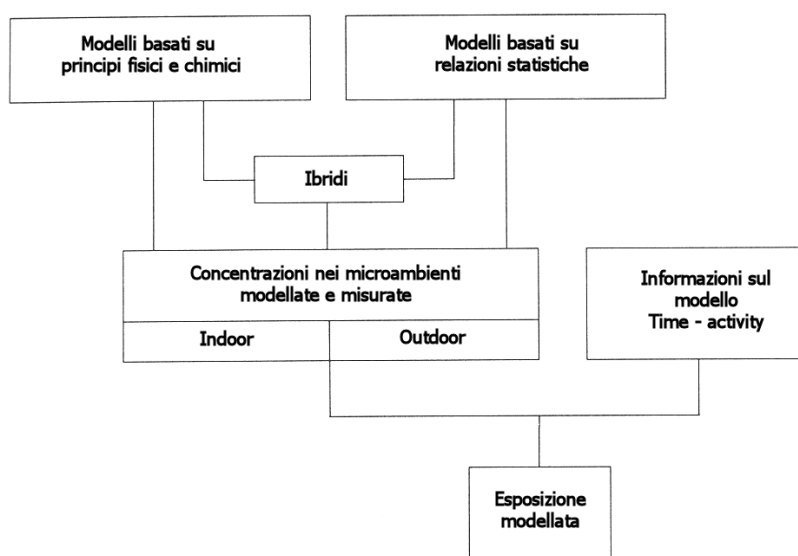 Modelli basati su
principi fisici e chimici
Modelli basati su
relazioni statistiche
Ibridi
Concentrazioni nei microambienti
modellate e misurate
Indoor
Outdoor
Informazioni sul
modello
Time - activity
Esposizione
modellata